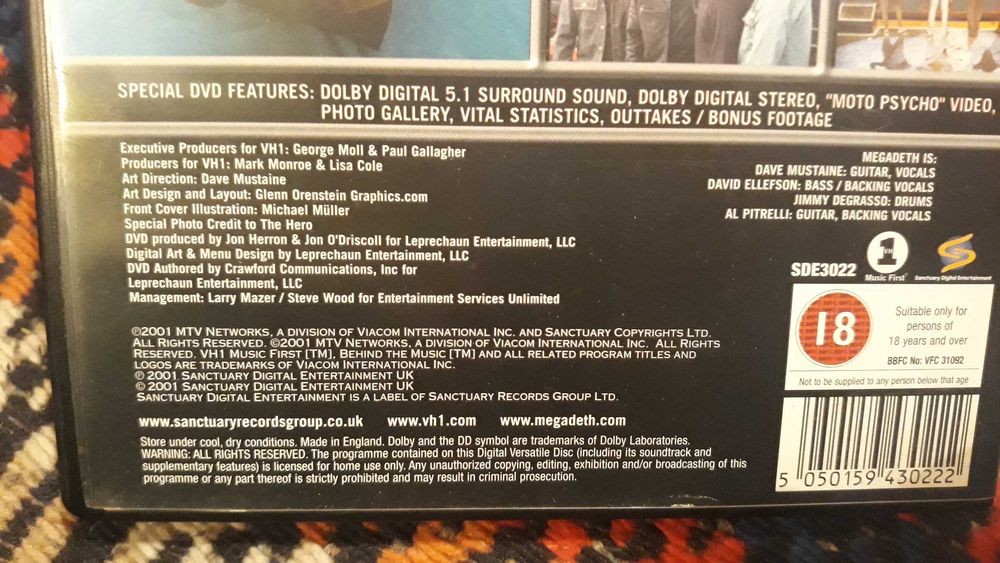 SPECIAL DVD FEATURES: DOLBY DIGITAL 5.1 SURROUND SOUND, DOLBY DIGITAL STEREO, "MOTO PSYCHO" VIDEO,
PHOTO GALLERY, VITAL STATISTICS, OUTTAKES / BONUS FOOTAGE
Executive Producers for VH1: George Moll & Paul Gallagher
Producers for VH1: Mark Monroe & Lisa Cole
Art Direction: Dave Mustaine
Art Design and Layout: Glenn Orenstein Graphics.com
Front Cover Illustration: Michael Müller
Special Photo Credit to The Hero
DVD produced by Jon Herron & Jon O'Driscoll for Leprechaun Entertainment, LLC
Digital Art & Menu Design by Leprechaun Entertainment, LLC
DVD Authored by Crawford Communications, Inc for
Leprechaun Entertainment, LLC
Management: Larry Mazer / Steve Wood for Entertainment Services Unlimited
MEGADETH IS:
DAVE MUSTAINE: GUITAR, VOCALS
DAVID ELLEFSON: BASS / BACKING VOCALS
JIMMY DEGRASSO: DRUMS
AL PITRELLI: GUITAR, BACKING VOCALS
SDE3022
VH1
Music First
Sanctuary Digital Entertainment
18
Suitable only for
persons of
18 years and over
BBFC No: VFC 31092
Not to be supplied to any person below that age
©2001 MTV NETWORKS, A DIVISION OF VIACOM INTERNATIONAL INC. AND SANCTUARY COPYRIGHTS LTD.
ALL RIGHTS RESERVED. ©2001 MTV NETWORKS, A DIVISION OF VIACOM INTERNATIONAL INC. ALL RIGHTS
RESERVED. VH1 MUSIC FIRST [TM], BEHIND THE MUSIC [TM] AND ALL RELATED PROGRAM TITLES AND
LOGOS ARE TRADEMARKS OF VIACOM INTERNATIONAL INC.
℗ 2001 SANCTUARY DIGITAL ENTERTAINMENT UK
© 2001 SANCTUARY DIGITAL ENTERTAINMENT UK
SANCTUARY DIGITAL ENTERTAINMENT IS A LABEL OF SANCTUARY RECORDS GROUP LTD.
www.sanctuaryrecordsgroup.co.uk www.vh1.com www.megadeth.com
Store under cool, dry conditions. Made in England. Dolby and the DD symbol are trademarks of Dolby Laboratories.
WARNING: ALL RIGHTS RESERVED. The programme contained on this Digital Versatile Disc (including its soundtrack and
supplementary features) is licensed for home use only. Any unauthorized copying, editing, exhibition and/or broadcasting of this
programme or any part thereof is strictly prohibited and may result in criminal prosecution.
5 050159 430222